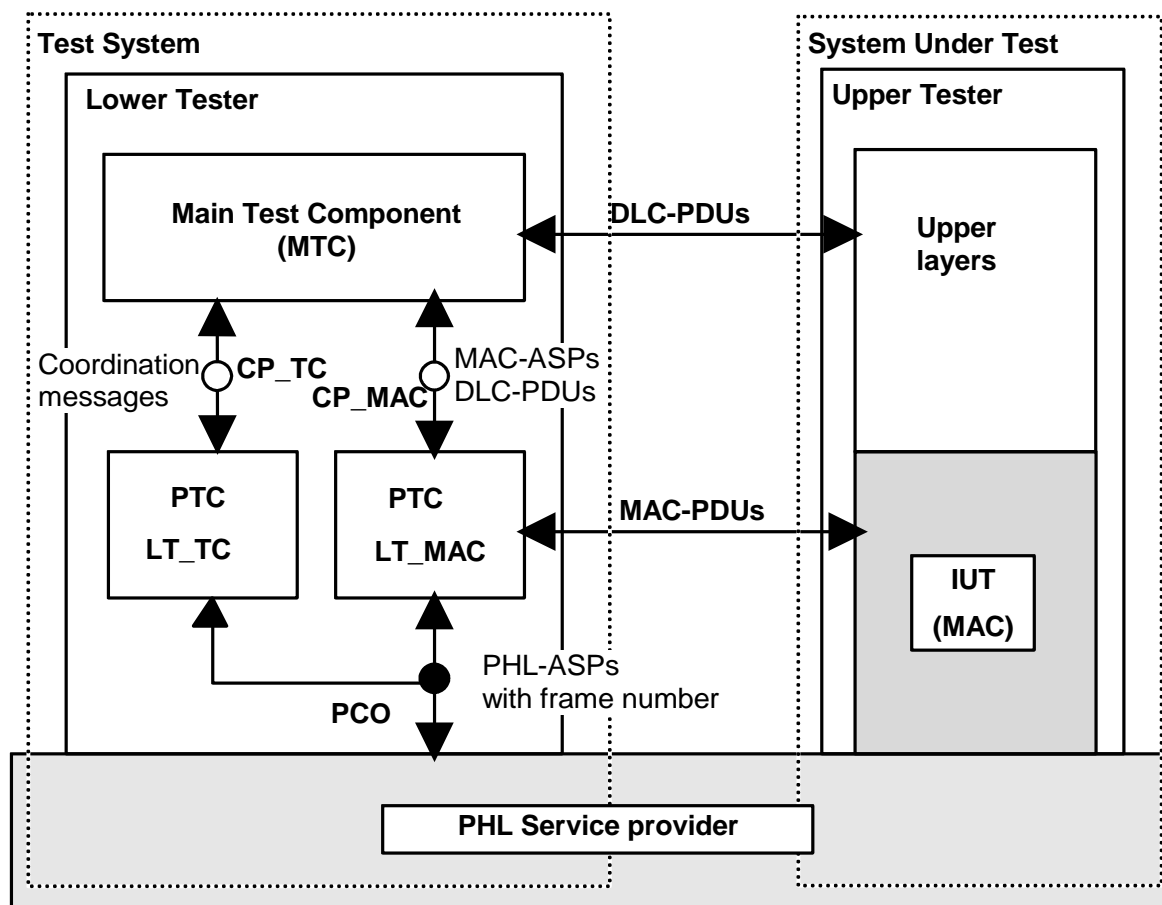 Test System
System Under Test
Lower Tester
Upper Tester
Main Test Component
(MTC)
DLC-PDUs
Upper
layers
Coordination
messages
CP_TC
MAC-ASPs
DLC-PDUs
CP_MAC
PTC
LT_TC
PTC
LT_MAC
MAC-PDUs
IUT
(MAC)
PHL-ASPs
with frame number
PCO
PHL Service provider